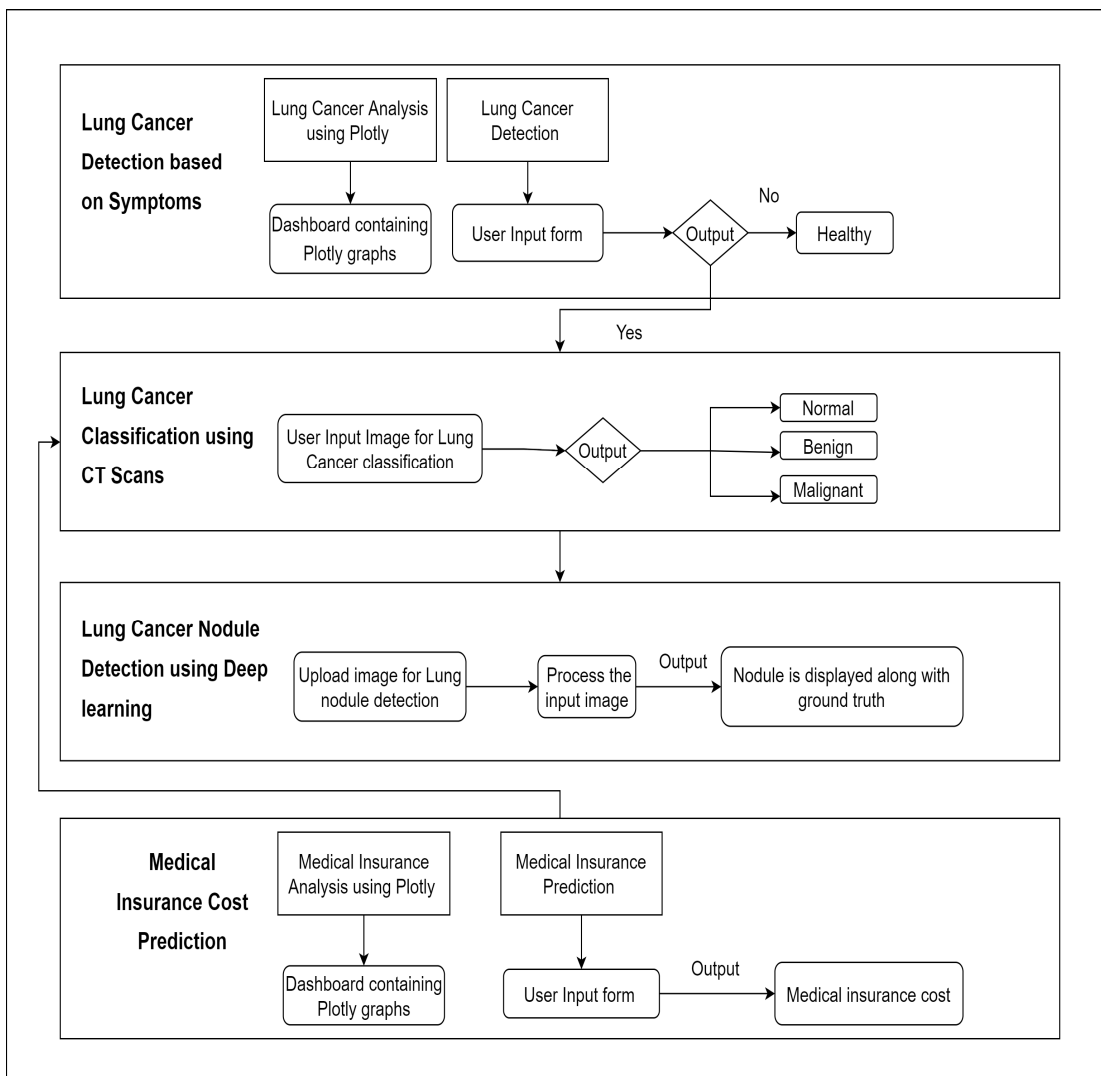 Lung Cancer
Detection based
on Symptoms
Lung Cancer Analysis
using Plotly
Lung Cancer
Detection
Dashboard containing
Plotly graphs
User Input form
Output
No
Healthy
Yes
Lung Cancer
Classification using
CT Scans
User Input Image for Lung
Cancer classification
Output
Normal
Benign
Malignant
Lung Cancer Nodule
Detection using Deep
learning
Upload image for Lung
nodule detection
Process the
input image
Output
Nodule is displayed along with
ground truth
Medical
Insurance Cost
Prediction
Medical Insurance
Analysis using Plotly
Medical Insurance
Prediction
Dashboard containing
Plotly graphs
User Input form
Output
Medical insurance cost